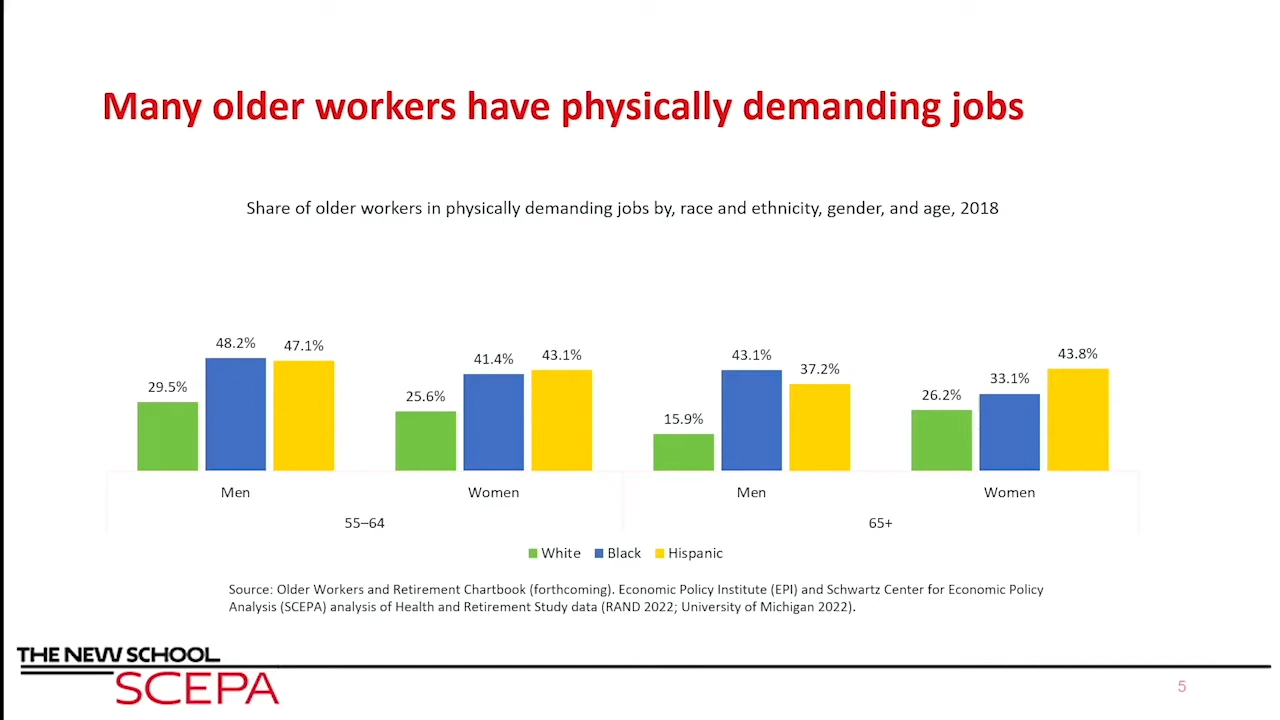 Many older workers have physically demanding jobs
Share of older workers in physically demanding jobs by, race and ethnicity, gender, and age, 2018
29.5%
48.2%
47.1%
25.6%
41.4%
43.1%
15.9%
43.1%
37.2%
26.2%
33.1%
43.8%
Men
Women
Men
Women
55–64
65+
White
Black
Hispanic
Source: Older Workers and Retirement Chartbook (forthcoming). Economic Policy Institute (EPI) and Schwartz Center for Economic Policy
Analysis (SCEPA) analysis of Health and Retirement Study data (RAND 2022; University of Michigan 2022).
THE NEW SCHOOL
SCEPA
5